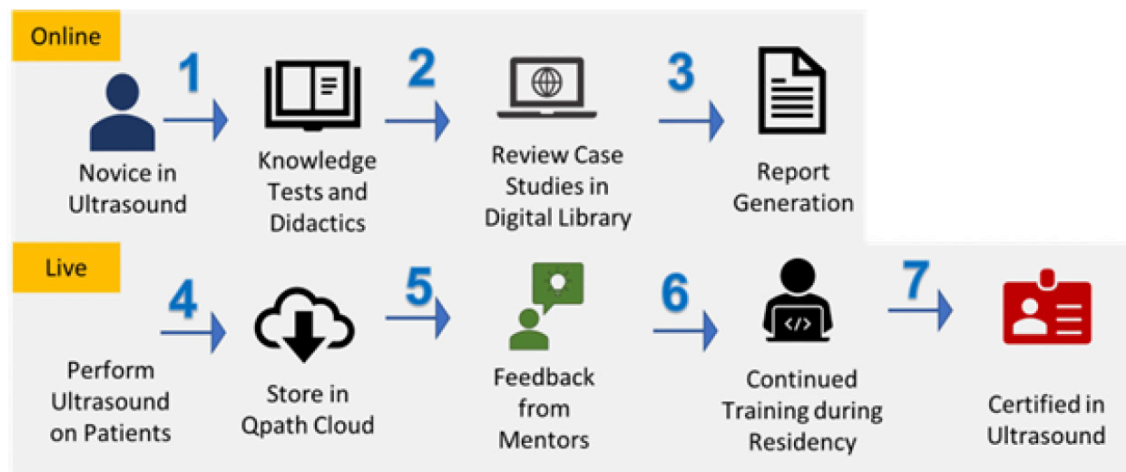 Online
1
2
3
Novice in
Ultrasound
Knowledge
Tests and
Didactics
Review Case
Studies in
Digital Library
Report
Generation
Live
4
5
6
7
Perform
Ultrasound
on Patients
Store in
Qpath Cloud
Feedback
from
Mentors
</>
Continued
Training during
Residency
Certified in
Ultrasound